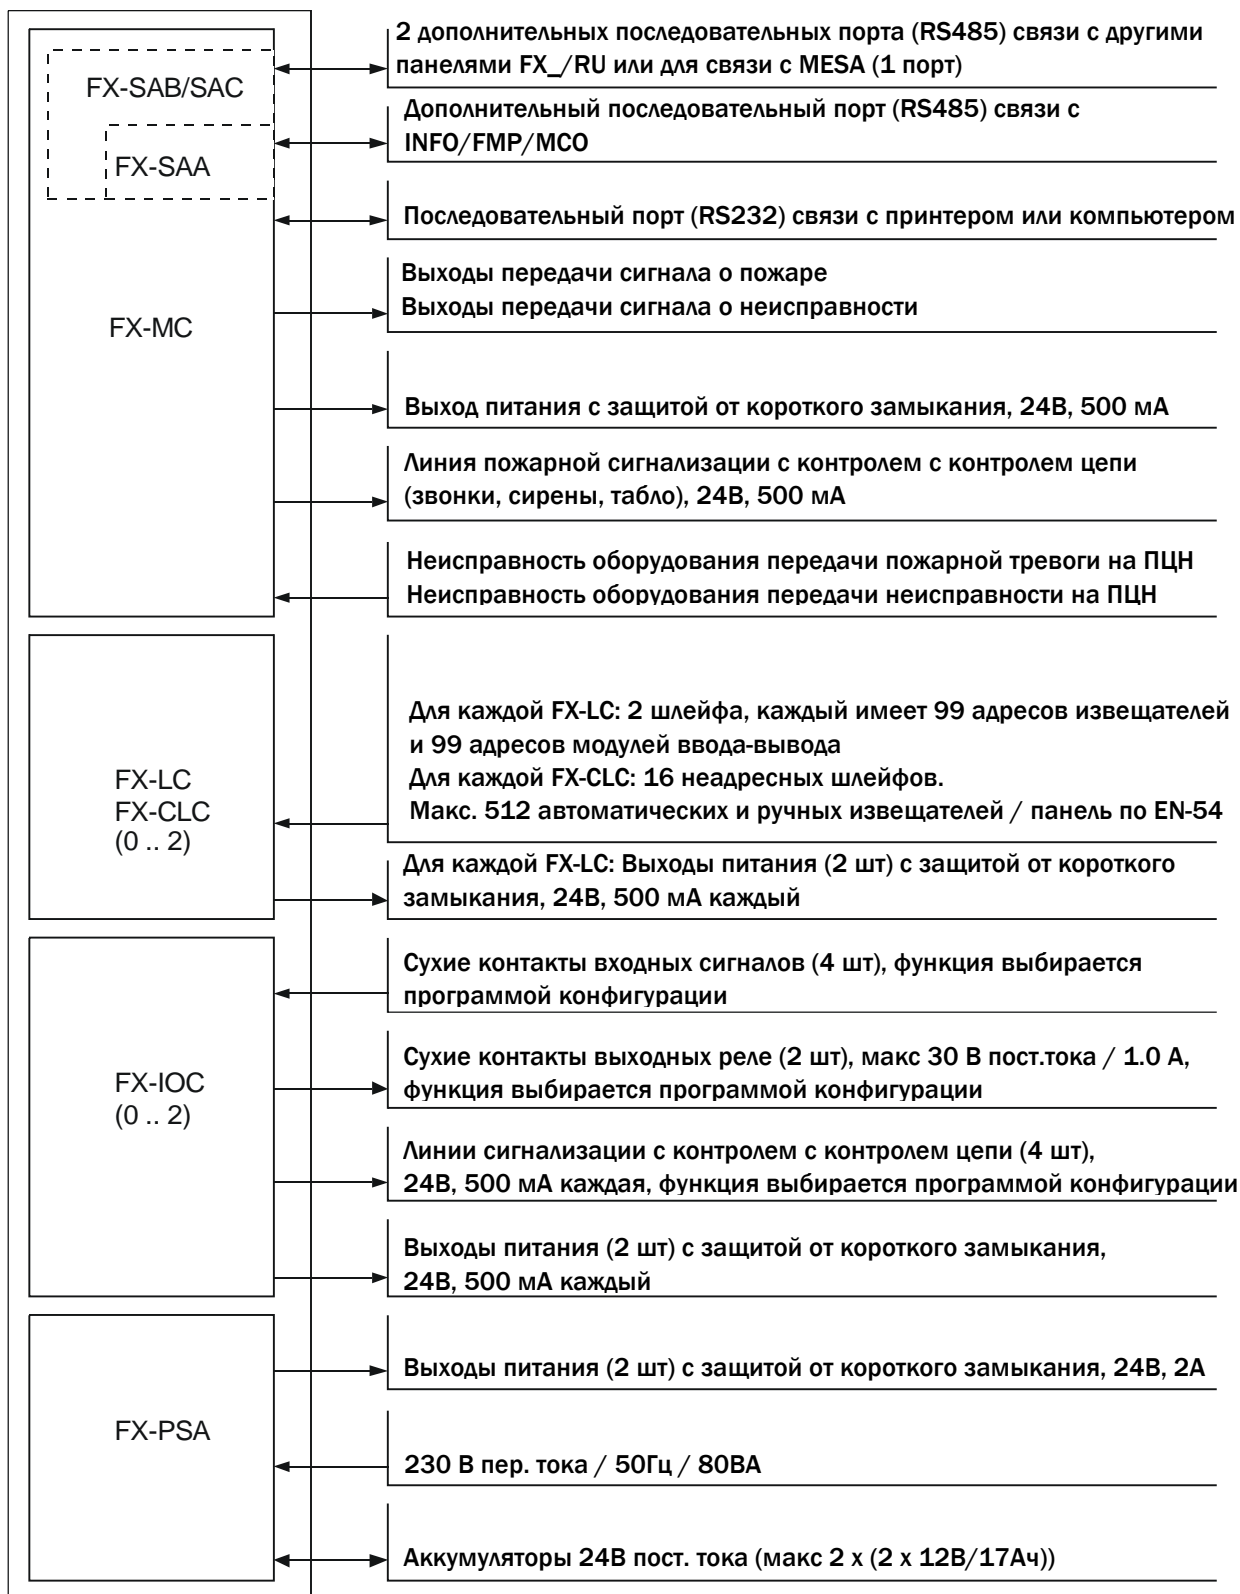 2 дополнительных последовательных порта (RS485) связи с другими
панелями FX_/RU или для связи с MESA (1 порт)
FX-SAB/SAC
Дополнительный последовательный порт (RS485) связи с
INFO/FMP/MCO
FX-SAA
Последовательный порт (RS232) связи с принтером или компьютером
Выходы передачи сигнала о пожаре
Выходы передачи сигнала о неисправности
FX-MC
Выход питания с защитой от короткого замыкания, 24В, 500 мА
Линия пожарной сигнализации с контролем с контролем цепи
(звонки, сирены, табло), 24В, 500 мА
Неисправность оборудования передачи пожарной тревоги на ПЦН
Неисправность оборудования передачи неисправности на ПЦН
Для каждой FX-LC: 2 шлейфа, каждый имеет 99 адресов извещателей
и 99 адресов модулей ввода-вывода
Для каждой FX-CLC: 16 неадресных шлейфов.
Макс. 512 автоматических и ручных извещателей / панель по EN-54
FX-LC
FX-CLC
(0 .. 2)
Для каждой FX-LC: Выходы питания (2 шт) с защитой от короткого
замыкания, 24В, 500 мА каждый
Сухие контакты входных сигналов (4 шт), функция выбирается
программой конфигурации
Сухие контакты выходных реле (2 шт), макс 30 В пост.тока / 1.0 А,
функция выбирается программой конфигурации
FX-IOC
(0 .. 2)
Линии сигнализации с контролем с контролем цепи (4 шт),
24В, 500 мА каждая, функция выбирается программой конфигурации
Выходы питания (2 шт) с защитой от короткого замыкания,
24В, 500 мА каждый
Выходы питания (2 шт) с защитой от короткого замыкания, 24В, 2А
FX-PSA
230 В пер. тока / 50Гц / 80ВА
Аккумуляторы 24В пост. тока (макс 2 x (2 x 12В/17Ач))